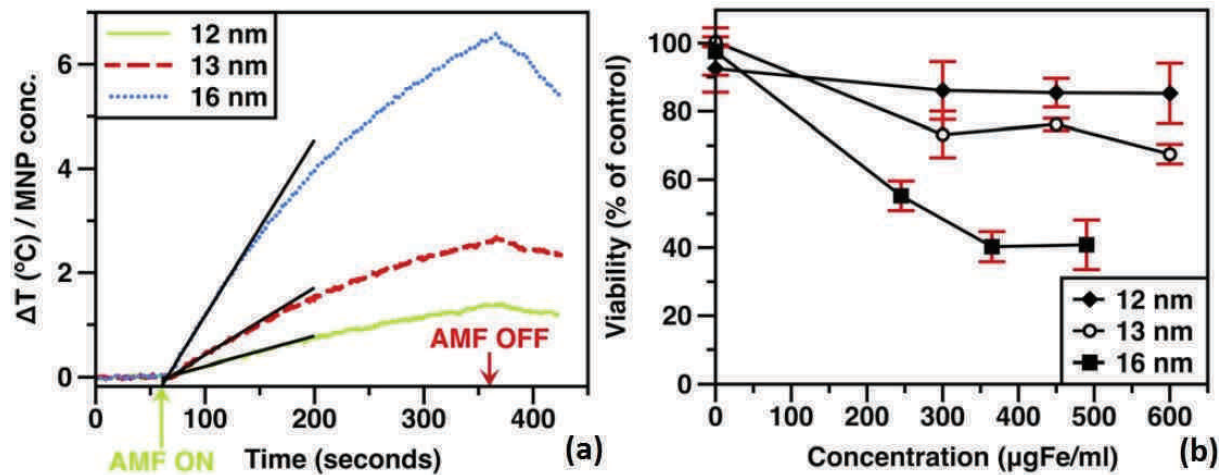 12 nm
13 nm
16 nm
ΔT (°C) / MNP conc.
6
4
2
0
0 100 200 300 400
AMF OFF
AMF ON
Time (seconds)
(a)
Viability (% of control)
100
80
60
40
20
0
12 nm
13 nm
16 nm
0 100 200 300 400 500 600
Concentration (µgFe/ml)
(b)